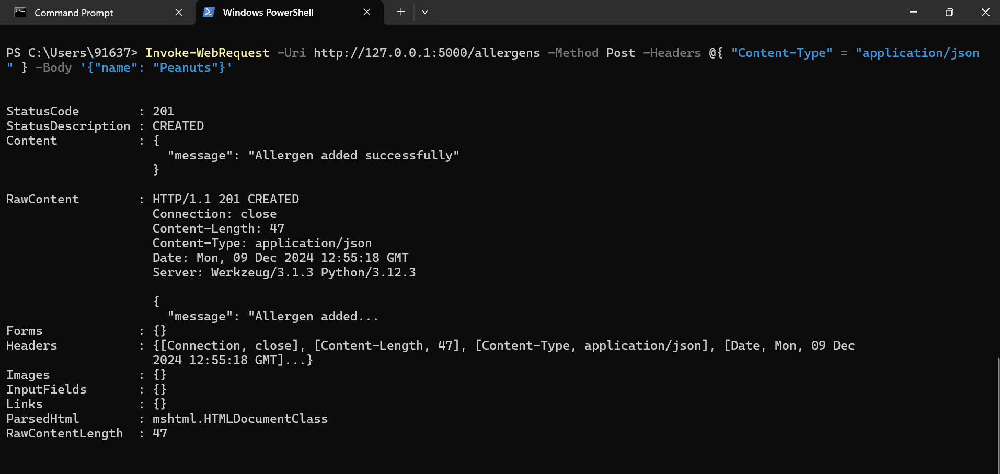 Command Prompt
Windows PowerShell
PS C:\Users\91637> Invoke-WebRequest -Uri http://127.0.0.1:5000/allergens -Method Post -Headers @{ "Content-Type" = "application/json
" } -Body '{"name": "Peanuts"}'
StatusCode        : 201
StatusDescription : CREATED
Content           : {
                      "message": "Allergen added successfully"
                    }
RawContent        : HTTP/1.1 201 CREATED
                    Connection: close
                    Content-Length: 47
                    Content-Type: application/json
                    Date: Mon, 09 Dec 2024 12:55:18 GMT
                    Server: Werkzeug/3.1.3 Python/3.12.3
                    {
                      "message": "Allergen added...
Forms             : {}
Headers           : {[Connection, close], [Content-Length, 47], [Content-Type, application/json], [Date, Mon, 09 Dec
                    2024 12:55:18 GMT]...}
Images            : {}
InputFields       : {}
Links             : {}
ParsedHtml        : mshtml.HTMLDocumentClass
RawContentLength  : 47